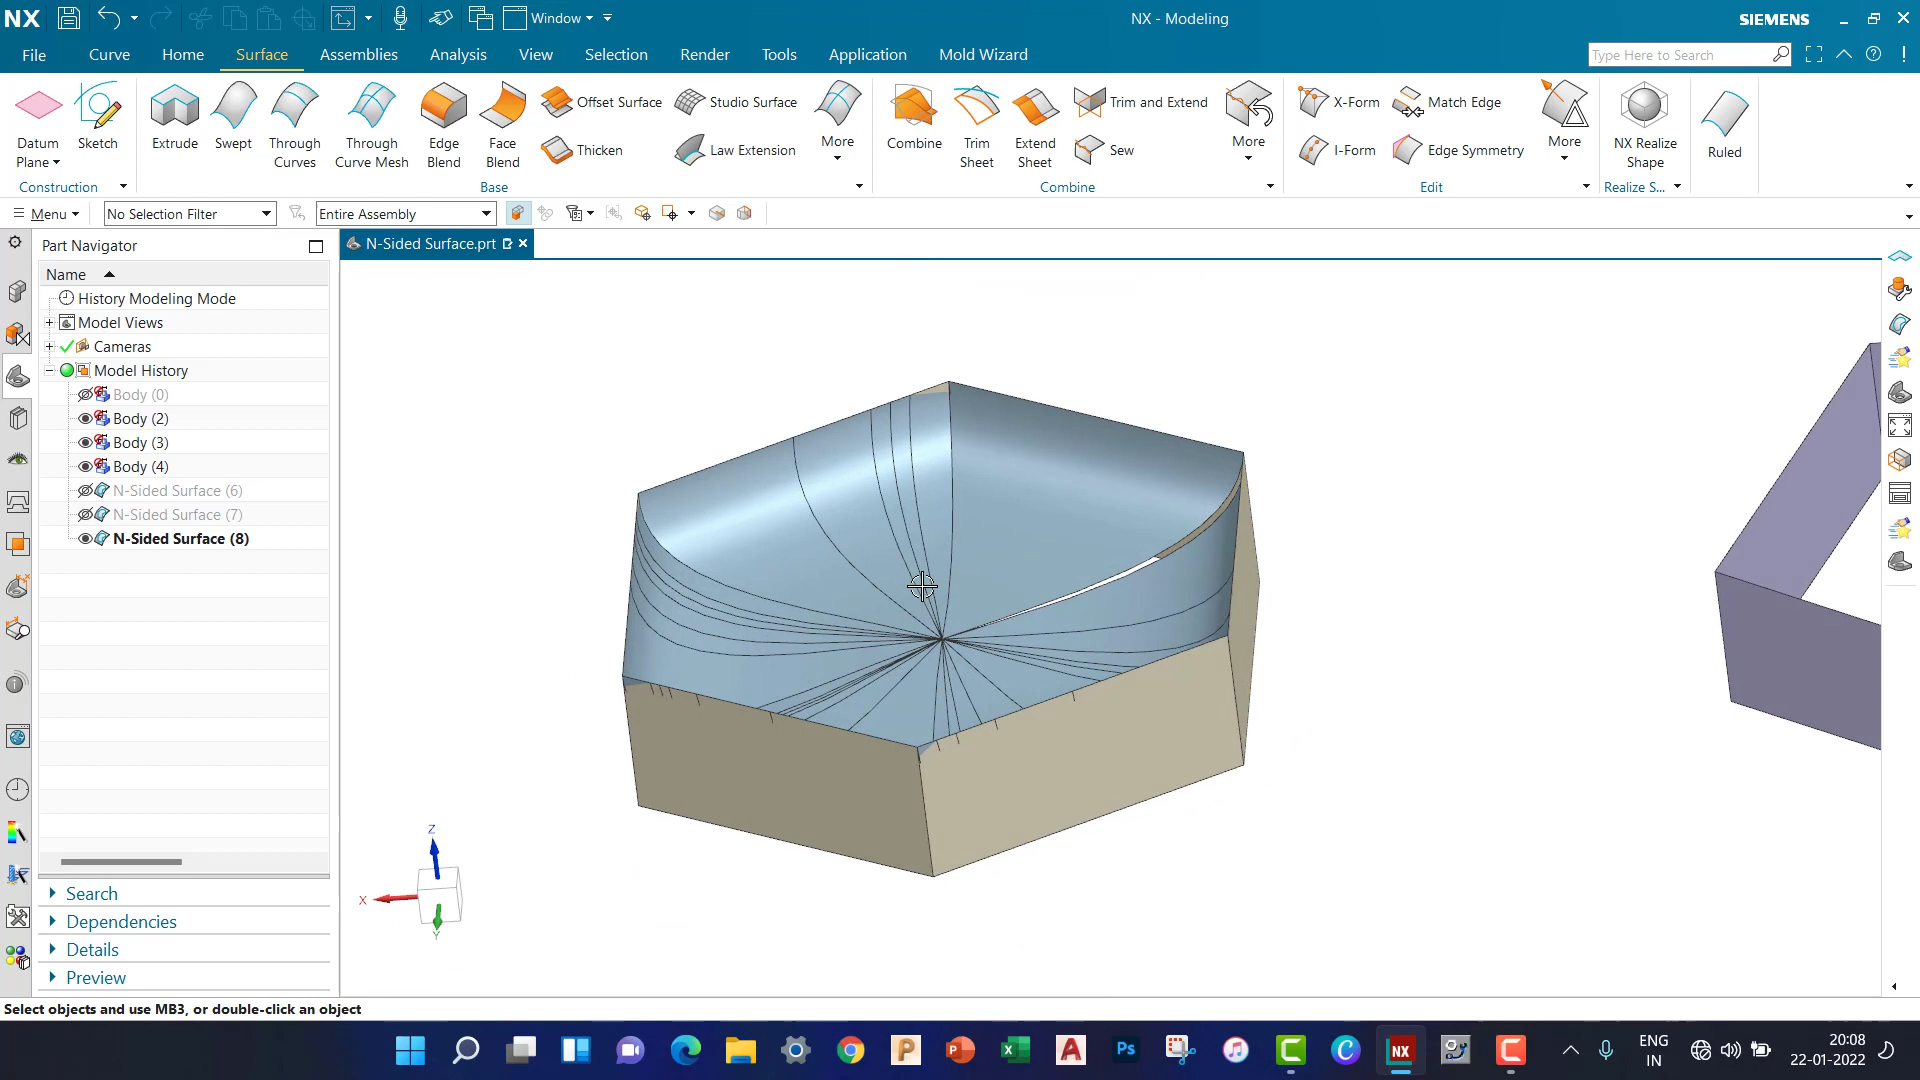 NX
Window
NX - Modeling
SIEMENS
File
Curve
Home
Surface
Assemblies
Analysis
View
Selection
Render
Tools
Application
Mold Wizard
Type Here to Search
Datum Plane
Sketch
Extrude
Swept
Through Curves
Through Curve Mesh
Edge Blend
Face Blend
Offset Surface
Thicken
Studio Surface
Law Extension
More
Combine
Trim Sheet
Extend Sheet
Trim and Extend
Sew
More
X-Form
I-Form
Match Edge
Edge Symmetry
More
NX Realize Shape
Ruled
Construction
Base
Combine
Edit
Realize S...
Menu
No Selection Filter
Entire Assembly
Part Navigator
N-Sided Surface.prt
Name
History Modeling Mode
Model Views
Cameras
Model History
Body (0)
Body (2)
Body (3)
Body (4)
N-Sided Surface (6)
N-Sided Surface (7)
N-Sided Surface (8)
Search
Dependencies
Details
Preview
Z
X
Y
Select objects and use MB3, or double-click an object
P
A
Ps
C
NX
C
ENG
IN
20:08
22-01-2022